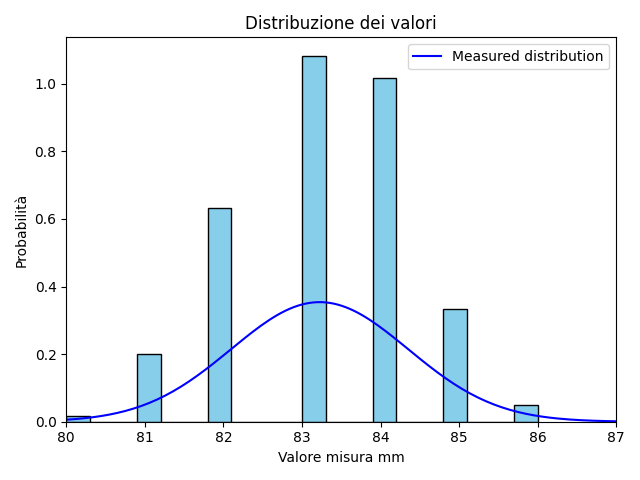 Distribuzione dei valori
Measured distribution
Probabilità
1.0
0.8
0.6
0.4
0.2
0.0
80 81 82 83 84 85 86 87
Valore misura mm